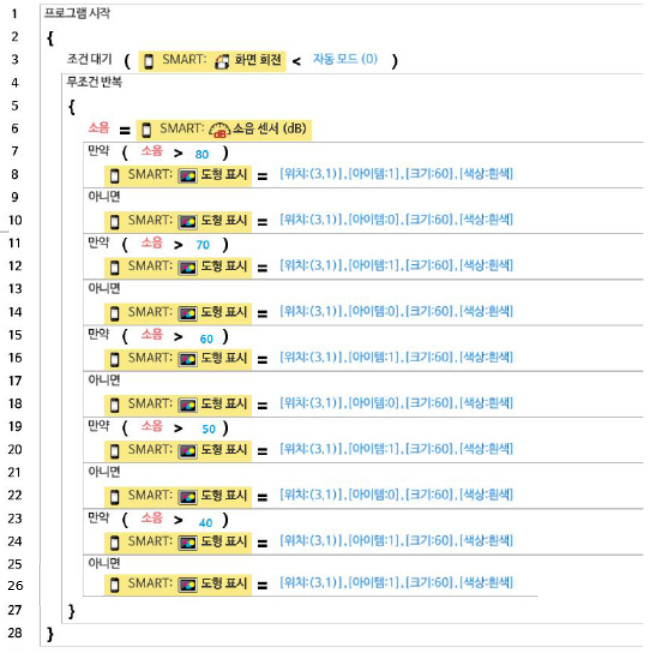 1 프로그램 시작
2 {
3 조건 대기 ( SMART: 화면 회전 < 자동 모드 (0) )
4 무조건 반복
5 {
6 소음 = SMART: dB 소음 센서 (dB)
7 만약 ( 소음 > 80 )
8 SMART: 도형 표시 = [위치:(3,1)],[아이템:1],[크기:60],[색상:흰색]
9 아니면
10 SMART: 도형 표시 = [위치:(3,1)],[아이템:0],[크기:60],[색상:흰색]
11 만약 ( 소음 > 70 )
12 SMART: 도형 표시 = [위치:(3,1)],[아이템:1],[크기:60],[색상:흰색]
13 아니면
14 SMART: 도형 표시 = [위치:(3,1)],[아이템:0],[크기:60],[색상:흰색]
15 만약 ( 소음 > 60 )
16 SMART: 도형 표시 = [위치:(3,1)],[아이템:1],[크기:60],[색상:흰색]
17 아니면
18 SMART: 도형 표시 = [위치:(3,1)],[아이템:0],[크기:60],[색상:흰색]
19 만약 ( 소음 > 50 )
20 SMART: 도형 표시 = [위치:(3,1)],[아이템:1],[크기:60],[색상:흰색]
21 아니면
22 SMART: 도형 표시 = [위치:(3,1)],[아이템:0],[크기:60],[색상:흰색]
23 만약 ( 소음 > 40 )
24 SMART: 도형 표시 = [위치:(3,1)],[아이템:1],[크기:60],[색상:흰색]
25 아니면
26 SMART: 도형 표시 = [위치:(3,1)],[아이템:1],[크기:60],[색상:흰색]
27 }
28 }